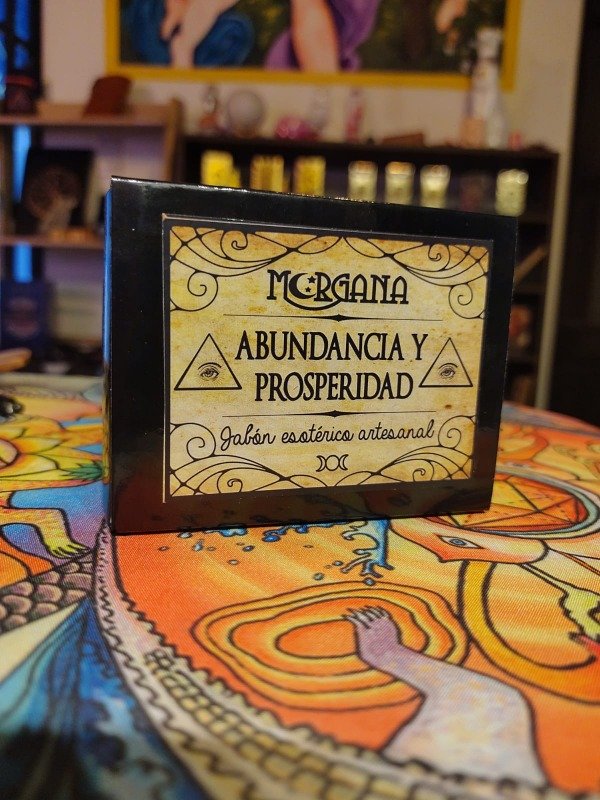 MORGANA
ABUNDANCIA Y
PROSPERIDAD
Jabón esotérico artesanal